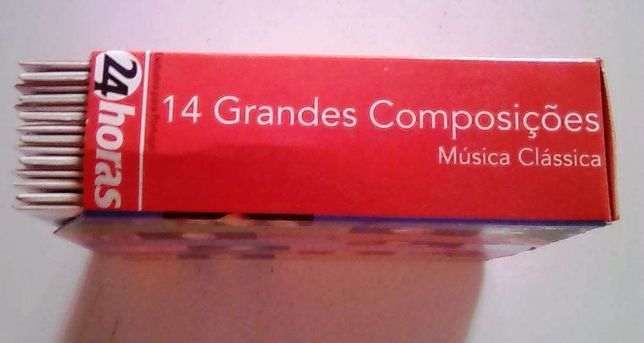 24horas
14 Grandes Composições
Música Clássica